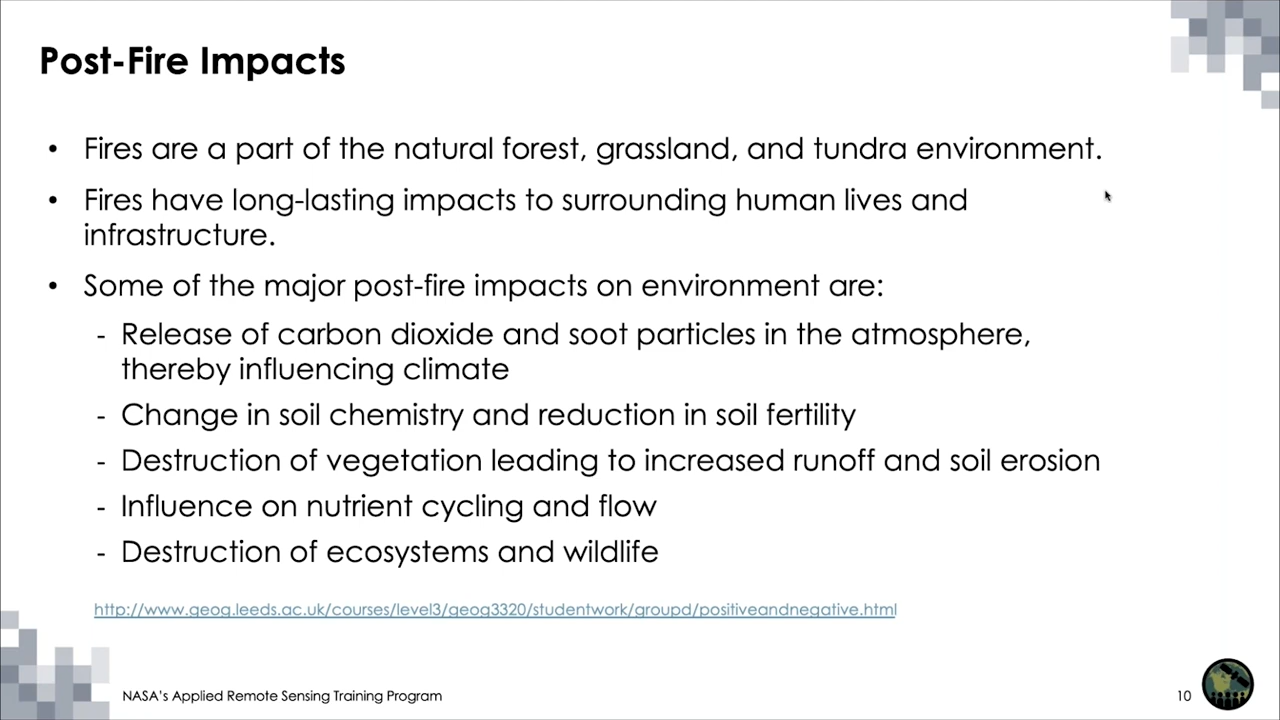 Post-Fire Impacts
• Fires are a part of the natural forest, grassland, and tundra environment.
• Fires have long-lasting impacts to surrounding human lives and
infrastructure.
• Some of the major post-fire impacts on environment are:
- Release of carbon dioxide and soot particles in the atmosphere,
thereby influencing climate
- Change in soil chemistry and reduction in soil fertility
- Destruction of vegetation leading to increased runoff and soil erosion
- Influence on nutrient cycling and flow
- Destruction of ecosystems and wildlife
http://www.geog.leeds.ac.uk/courses/level3/geog3320/studentwork/groupd/positiveandnegative.html
NASA's Applied Remote Sensing Training Program
10